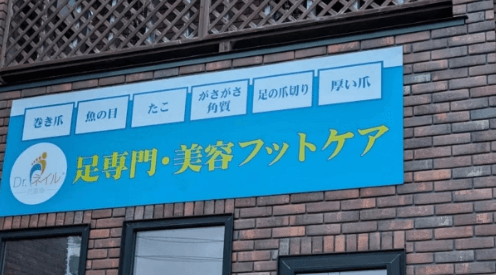 巻き爪
魚の目
たこ
がさがさ
角質
足の爪切り
厚い爪
Dr.ネイル
足専門・美容フットケア